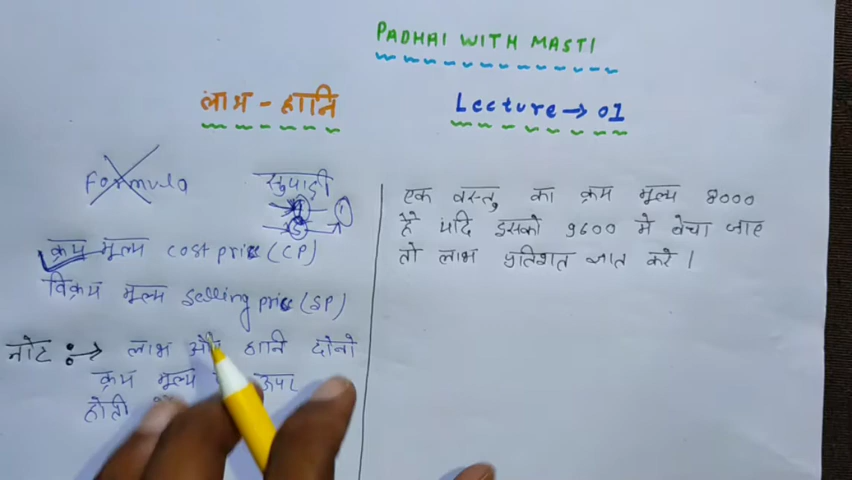 PADHAI WITH MASTI
लाभ - हानि
Lecture → 01
Formula
क्रय मूल्य cost price (CP)
विक्रय मूल्य selling price (SP)
नोट :→ लाभ और हानि दोनो
क्रय मूल्य ऊपर
होती
एक वस्तु का क्रय मूल्य 8000
है यदि इसको 9600 मे बेचा जाए
तो लाभ प्रतिशत ज्ञात करे ।